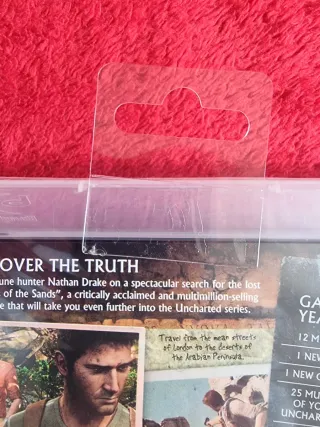 OVER THE TRUTH
une hunter Nathan Drake on a spectacular search for the lost
s of the Sands", a critically acclaimed and multimillion-selling
e that will take you even further into the Uncharted series.
Travel from the mean streets
of London to the deserts of
the Arabian Peninsula.
GA
YEA
12 M
1 NEW
1 NEW C
25 MU
OF YO
UNCHAR